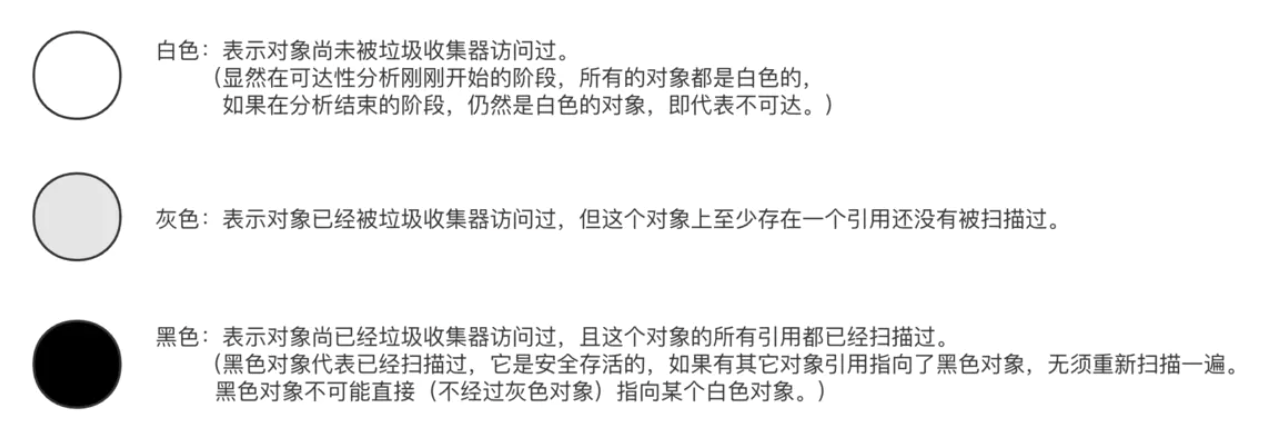 白色：表示对象尚未被垃圾收集器访问过。
（显然在可达性分析刚刚开始的阶段，所有的对象都是白色的，
如果在分析结束的阶段，仍然是白色的对象，即代表不可达。）
灰色：表示对象已经被垃圾收集器访问过，但这个对象上至少存在一个引用还没有被扫描过。
黑色：表示对象尚已经垃圾收集器访问过，且这个对象的所有引用都已经扫描过。
（黑色对象代表已经扫描过，它是安全存活的，如果有其它对象引用指向了黑色对象，无须重新扫描一遍。
黑色对象不可能直接（不经过灰色对象）指向某个白色对象。）